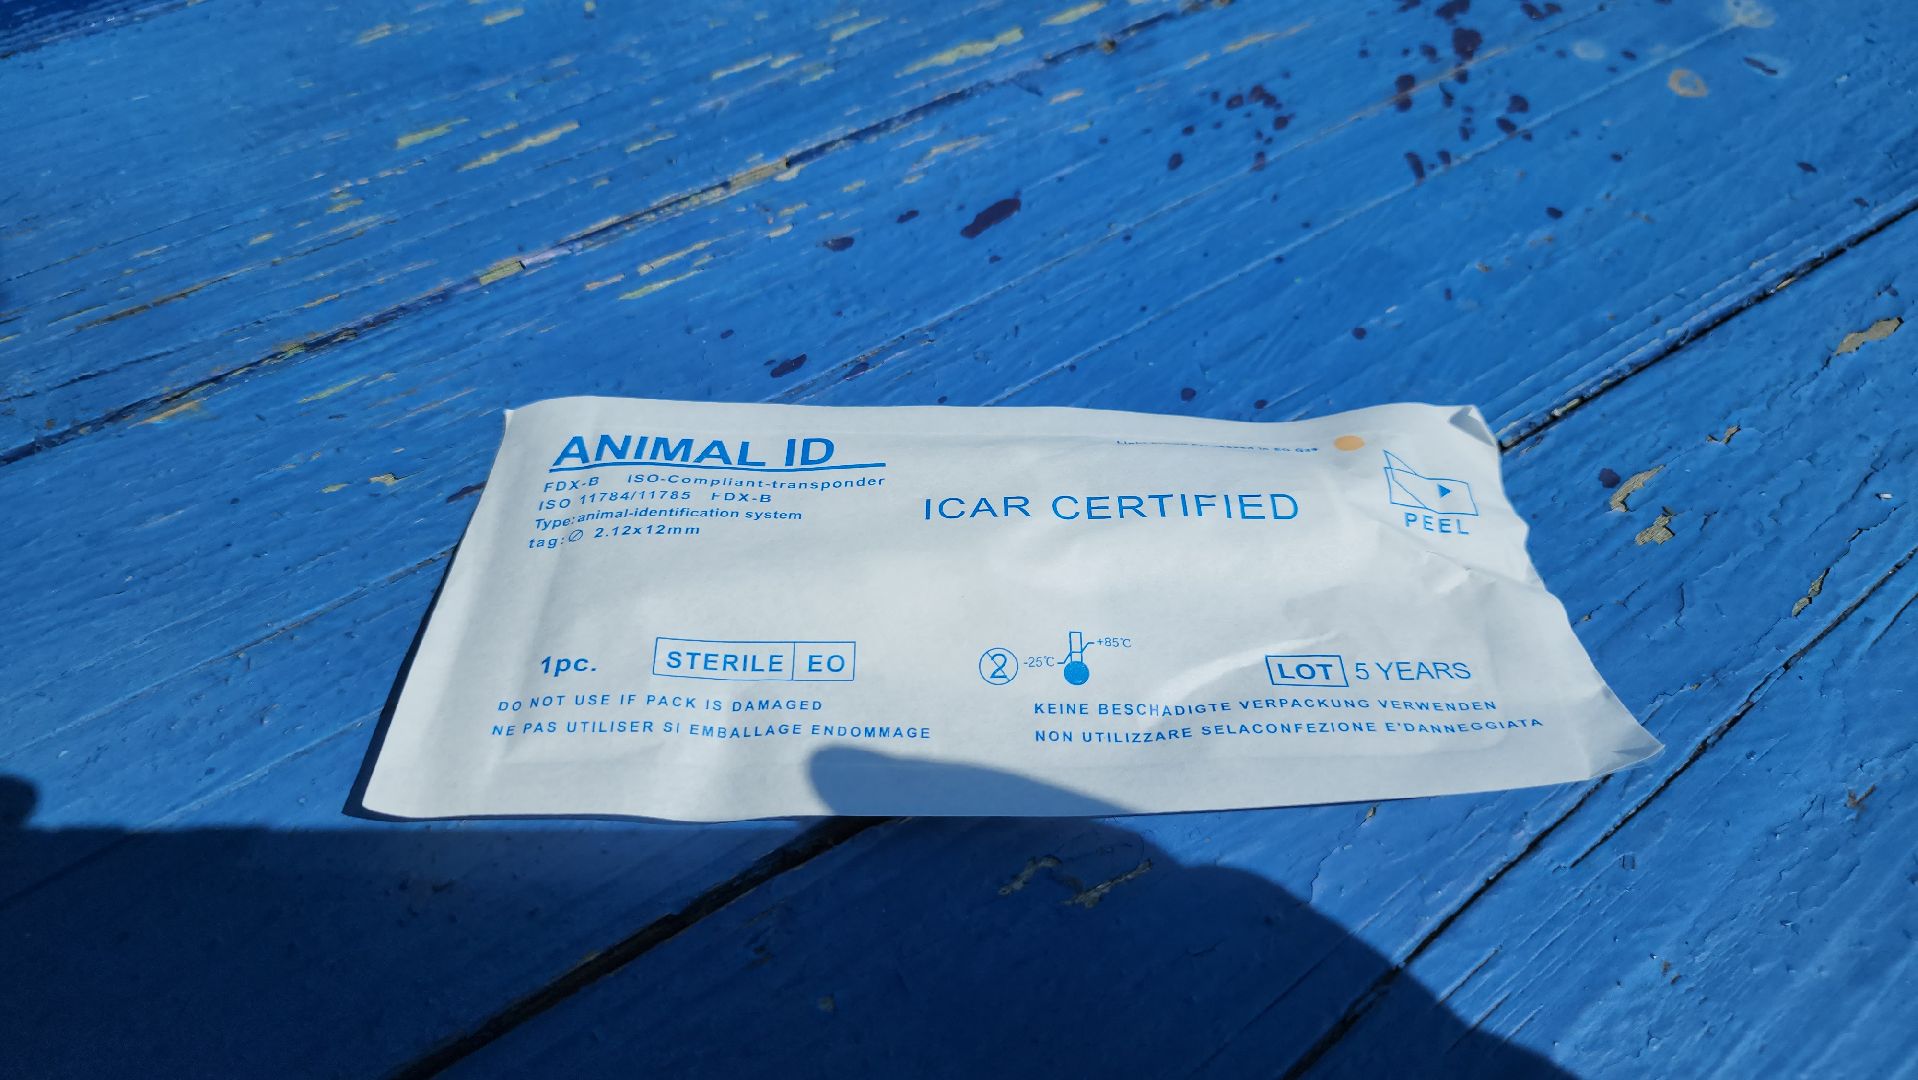 ANIMAL ID
FDX-B ISO-Compliant-transponder
ISO 11784/11785 FDX-B
Type:animal-identification system
tag:∅ 2.12x12mm
ICAR CERTIFIED
PEEL
1pc.
STERILE EO
2
-25℃
+85℃
LOT 5 YEARS
DO NOT USE IF PACK IS DAMAGED
NE PAS UTILISER SI EMBALLAGE ENDOMMAGE
KEINE BESCHADIGTE VERPACKUNG VERWENDEN
NON UTILIZZARE SELACONFEZIONE E'DANNEGGIATA